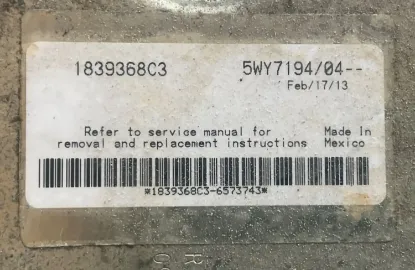 1839368C3 5WY7194/04--
Feb/17/13
Refer to service manual for Made In
removal and replacement instructions Mexico
*1839368C3-6573743*